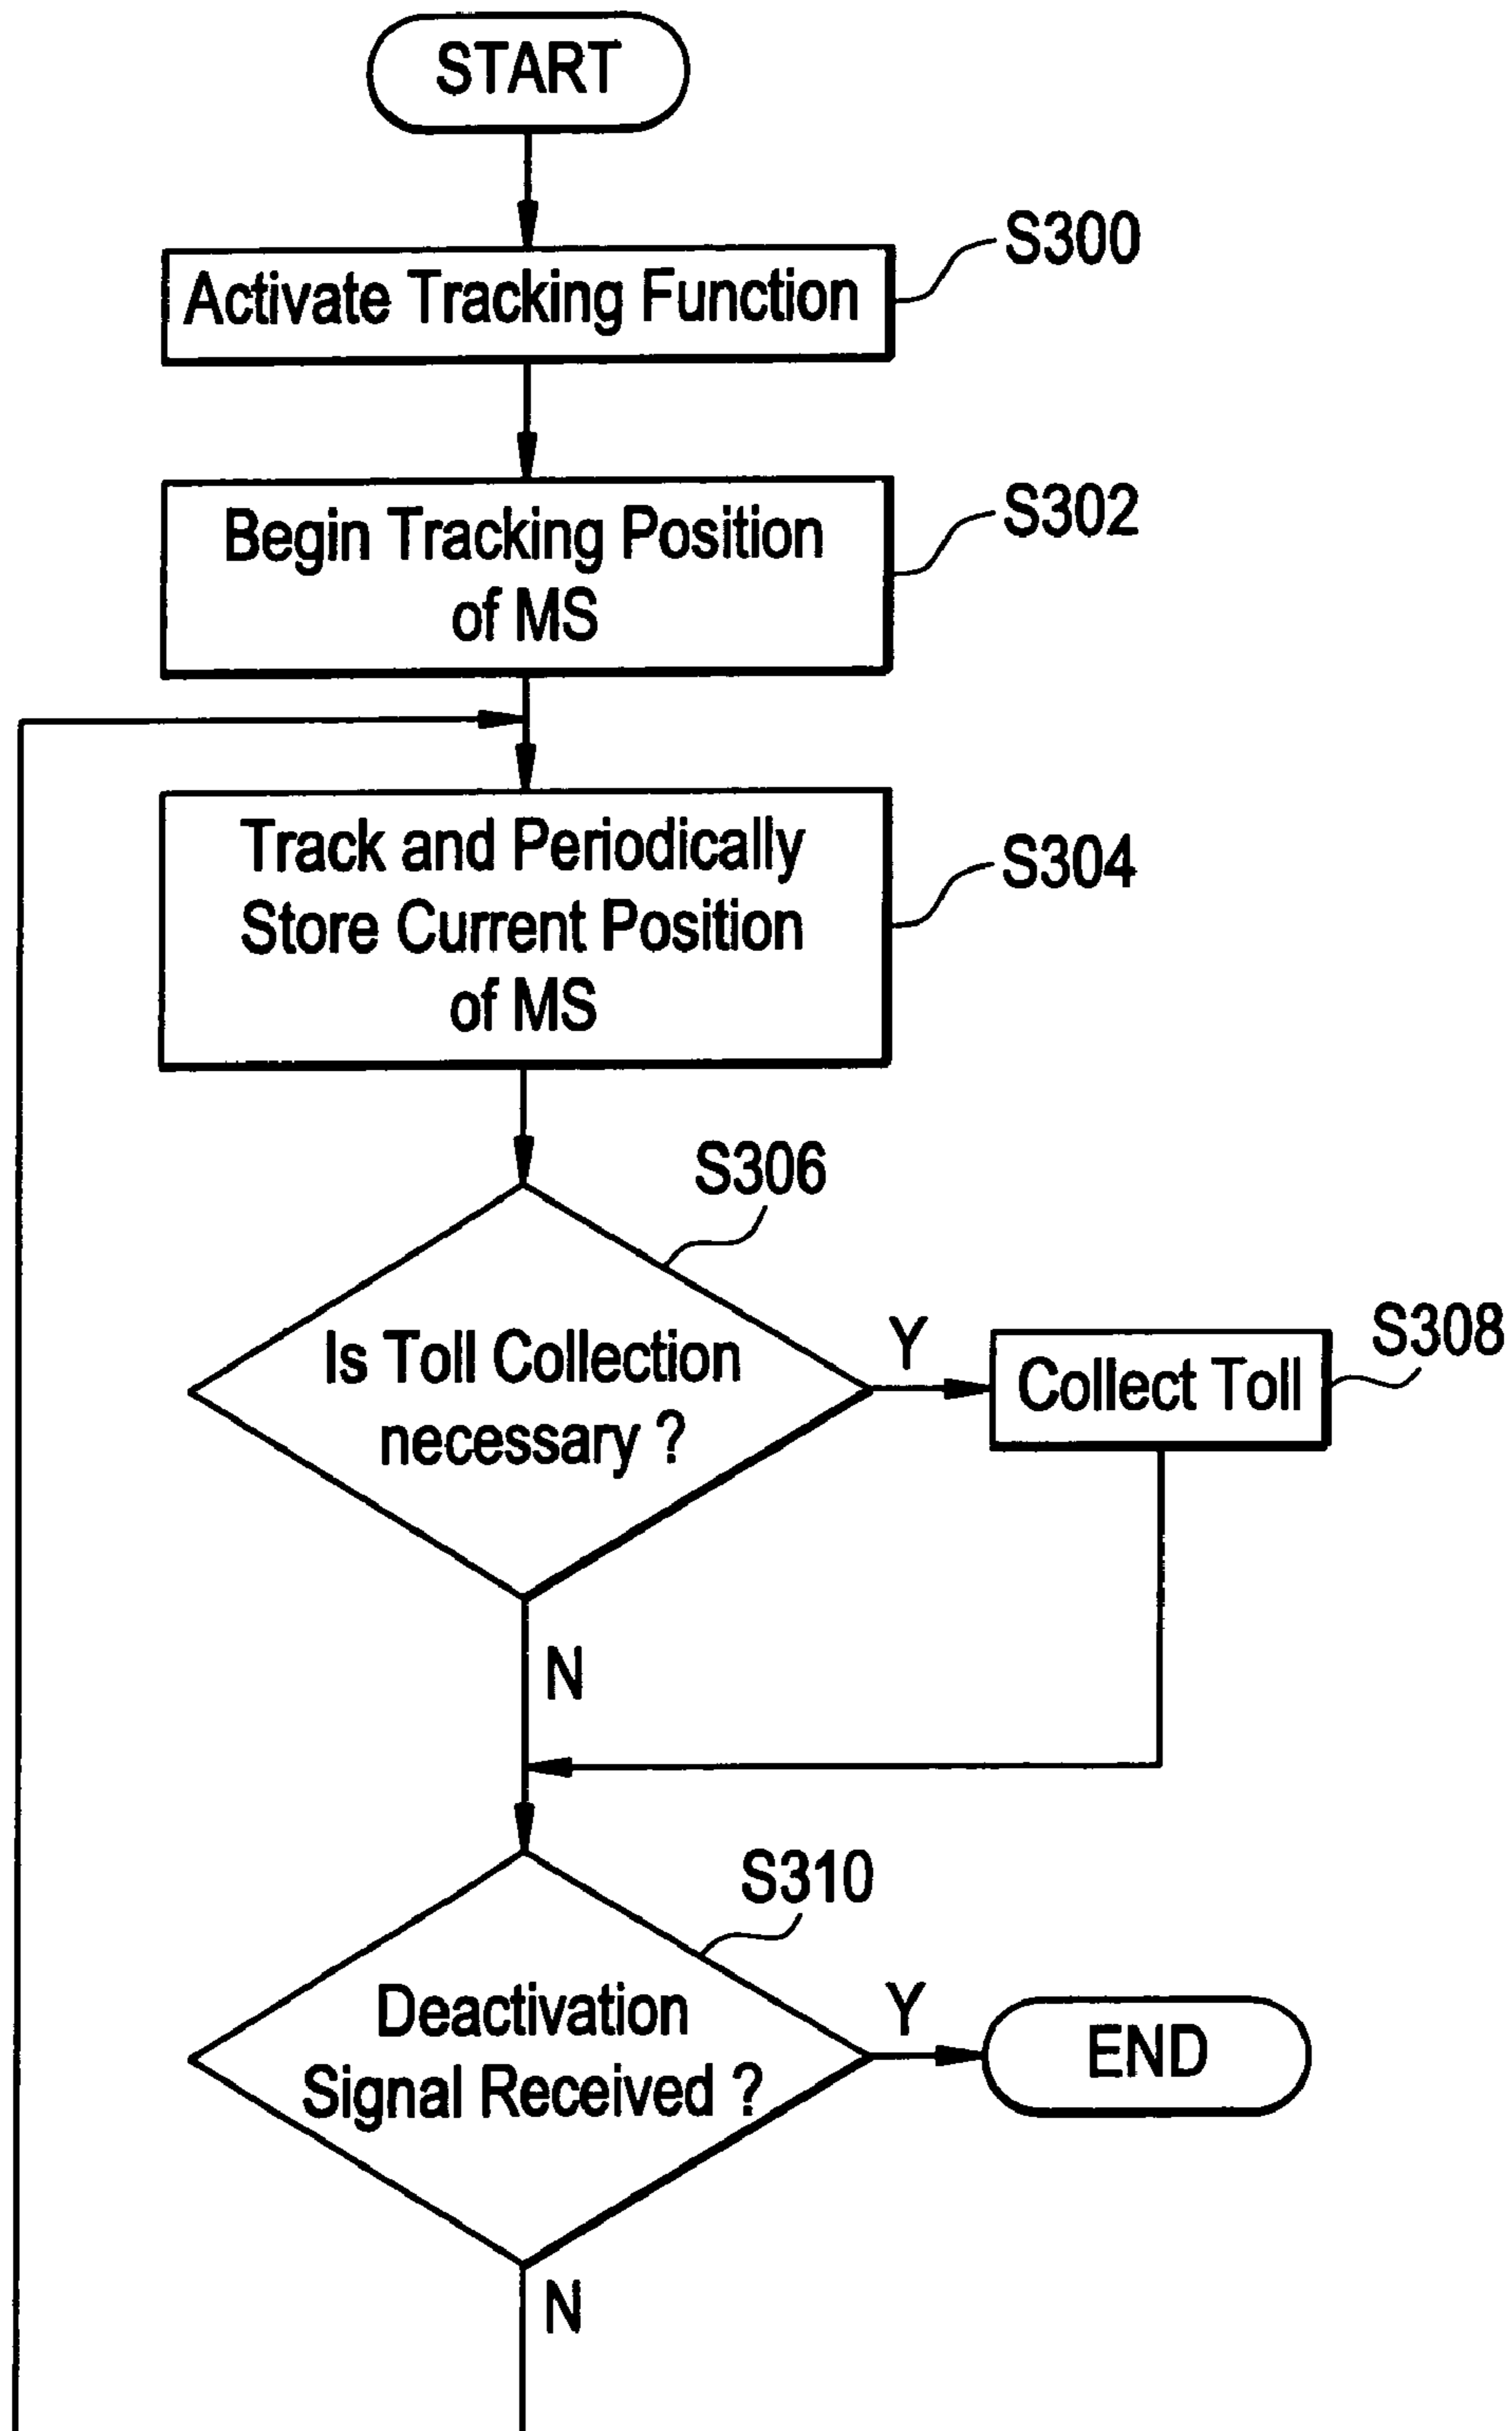 START
S300
Activate Tracking Function
S302
Begin Tracking Position
of MS
S304
Track and Periodically
Store Current Position
of MS
S306
Is Toll Collection
necessary ?
Y
S308
Collect Toll
N
S310
Deactivation
Signal Received ?
Y
END
N